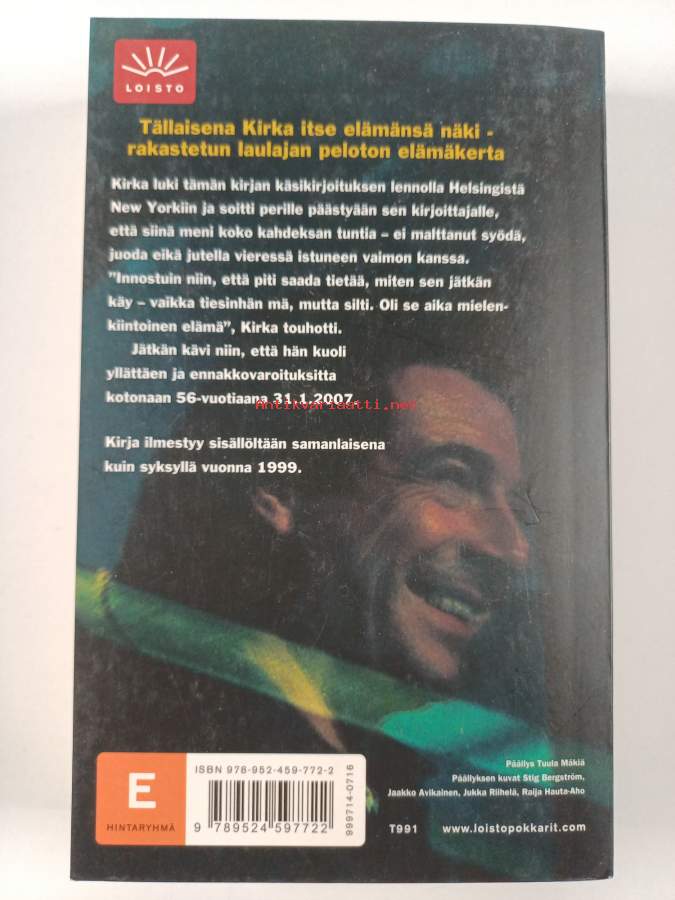 LOISTO
Tällaisena Kirka itse elämänsä näki -
rakastetun laulajan peloton elämäkerta
Kirka luki tämän kirjan käsikirjoituksen lennolla Helsingistä
New Yorkiin ja soitti perille päästyään sen kirjoittajalle,
että siinä meni koko kahdeksan tuntia – ei malttanut syödä,
juoda eikä jutella vieressä istuneen vaimon kanssa.
"Innostuin niin, että piti saada tietää, miten sen jätkän
käy – vaikka tiesinhän mä, mutta silti. Oli se aika mielen-
kiintoinen elämä", Kirka touhotti.
Jätkän kävi niin, että hän kuoli
yllättäen ja ennakkovaroituksitta
kotonaan 56-vuotiaana 31.1.2007.
Antikvariaatti.net
Kirja ilmestyy sisällöltään samanlaisena
kuin syksyllä vuonna 1999.
E
HINTARYHMÄ
ISBN 978-952-459-772-2
9 789524 597722
999714-0716
Päällys Tuula Mäkiä
Päällyksen kuvat Stig Bergström,
Jaakko Avikainen, Jukka Riihelä, Raija Hauta-Aho
T991 www.loistopokkarit.com